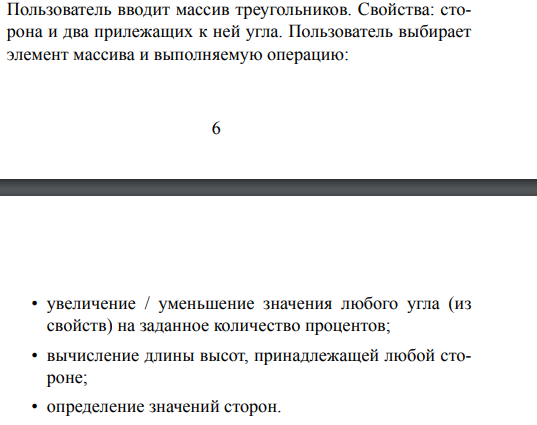 Пользователь вводит массив треугольников. Свойства: сто-
рона и два прилежащих к ней угла. Пользователь выбирает
элемент массива и выполняемую операцию:
6
• увеличение / уменьшение значения любого угла (из
свойств) на заданное количество процентов;
• вычисление длины высот, принадлежащей любой сто-
роне;
• определение значений сторон.